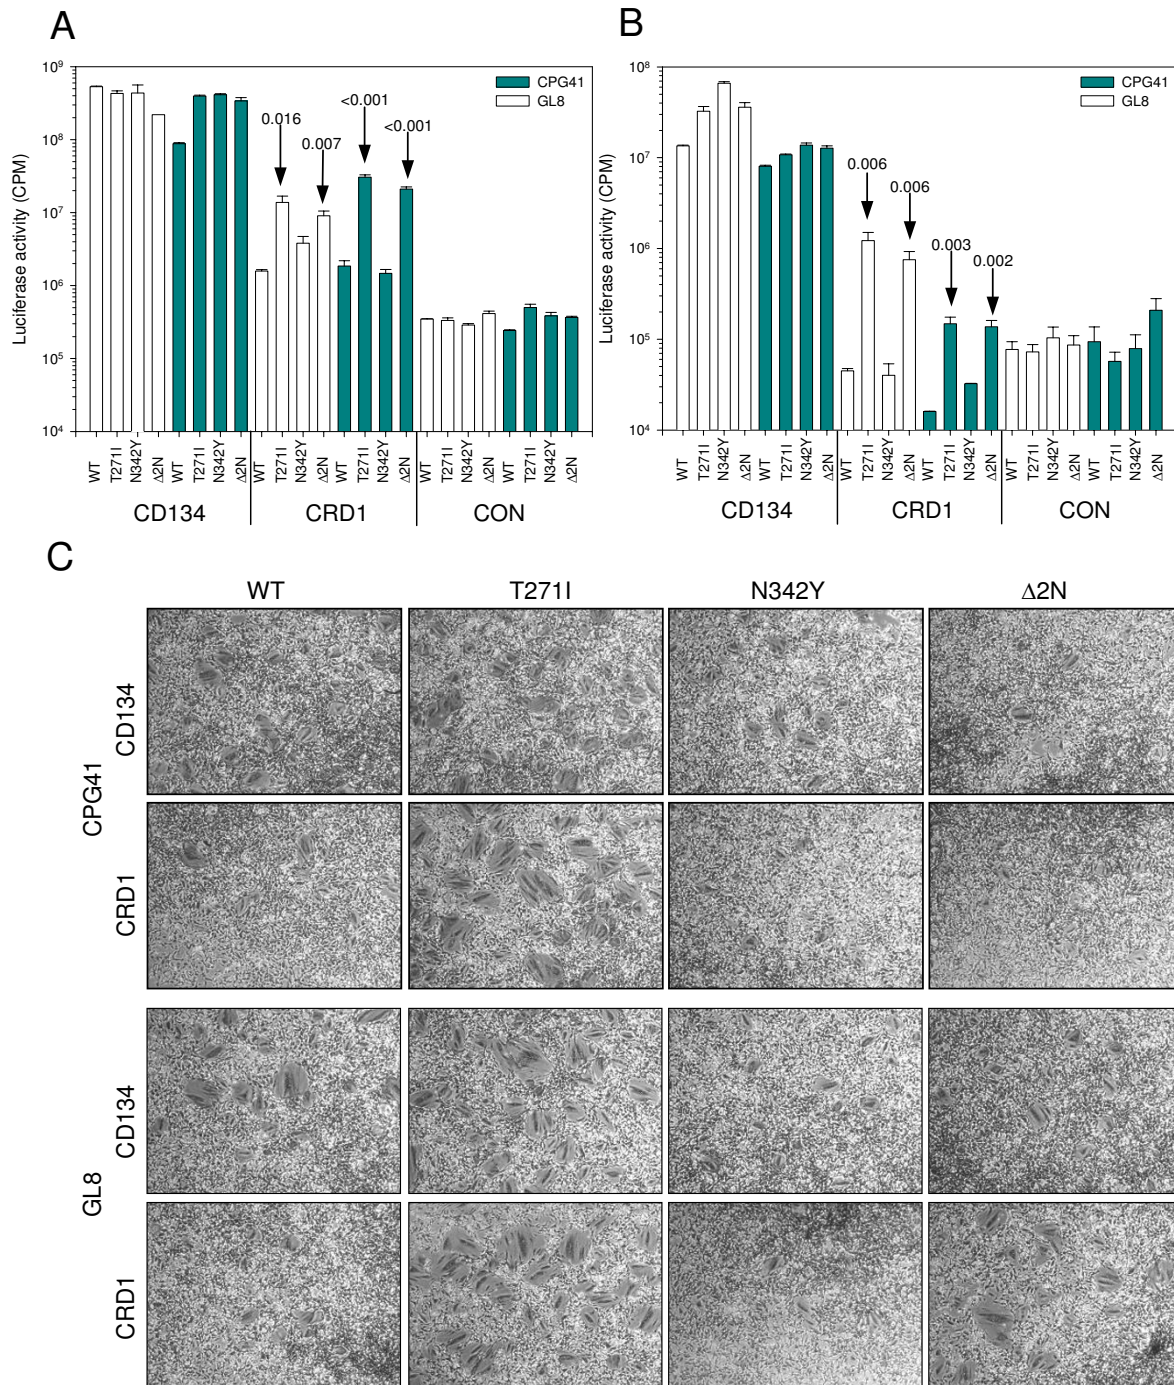 A
Luciferase activity (CPM)
10⁹
10⁸
10⁷
10⁶
10⁵
10⁴
CPG41
GL8
0.016
0.007
<0.001
<0.001
WT
T271I
N342Y
Δ2N
WT
T271I
N342Y
Δ2N
WT
T271I
N342Y
Δ2N
WT
T271I
N342Y
Δ2N
WT
T271I
N342Y
Δ2N
WT
T271I
N342Y
Δ2N
CD134
CRD1
CON
B
Luciferase activity (CPM)
10⁸
10⁷
10⁶
10⁵
10⁴
CPG41
GL8
0.006
0.006
0.003
0.002
WT
T271I
N342Y
Δ2N
WT
T271I
N342Y
Δ2N
WT
T271I
N342Y
Δ2N
WT
T271I
N342Y
Δ2N
WT
T271I
N342Y
Δ2N
WT
T271I
N342Y
Δ2N
CD134
CRD1
CON
C
WT
T271I
N342Y
Δ2N
CPG41
CD134
CRD1
GL8
CD134
CRD1